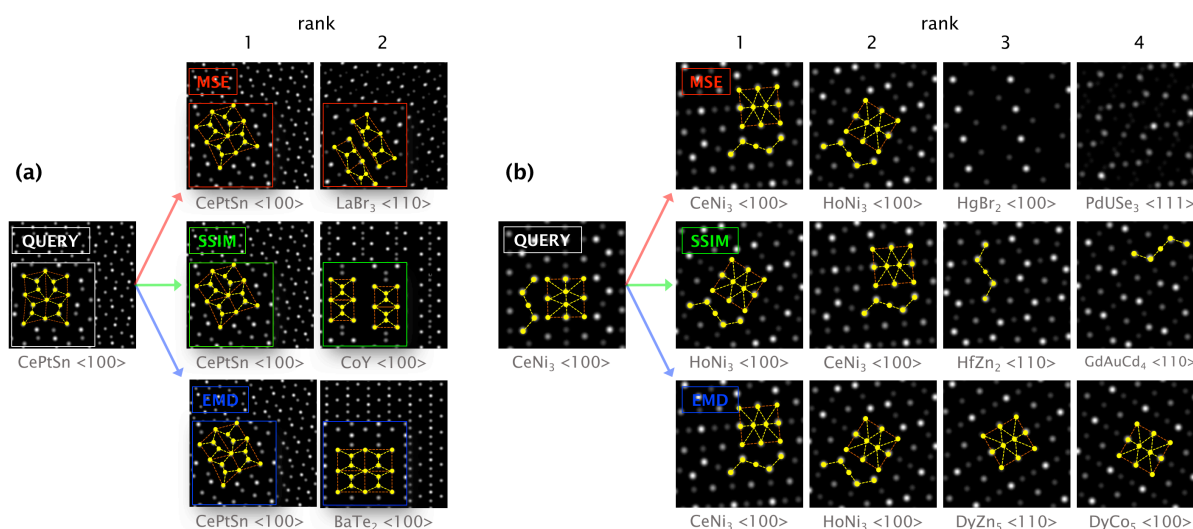 rank
1 2
rank
1 2 3 4
(a)
QUERY
CePtSn <100>
MSE
CePtSn <100>
LaBr₃ <110>
SSIM
CePtSn <100>
CoY <100>
EMD
CePtSn <100>
BaTe₂ <100>
(b)
QUERY
CeNi₃ <100>
MSE
CeNi₃ <100>
HoNi₃ <100>
HgBr₂ <100>
PdUSe₃ <111>
SSIM
HoNi₃ <100>
CeNi₃ <100>
HfZn₂ <110>
GdAuCd₄ <110>
EMD
CeNi₃ <100>
HoNi₃ <100>
DyZn₅ <110>
DyCo₅ <100>